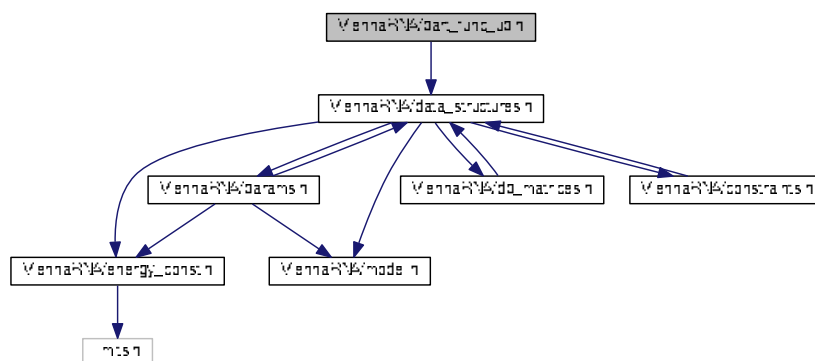 ViennaRNA/part_func_up.h
ViennaRNA/data_structures.h
ViennaRNA/params.h
ViennaRNA/dp_matrices.h
ViennaRNA/constraints.h
ViennaRNA/energy_const.h
ViennaRNA/model.h
limits.h